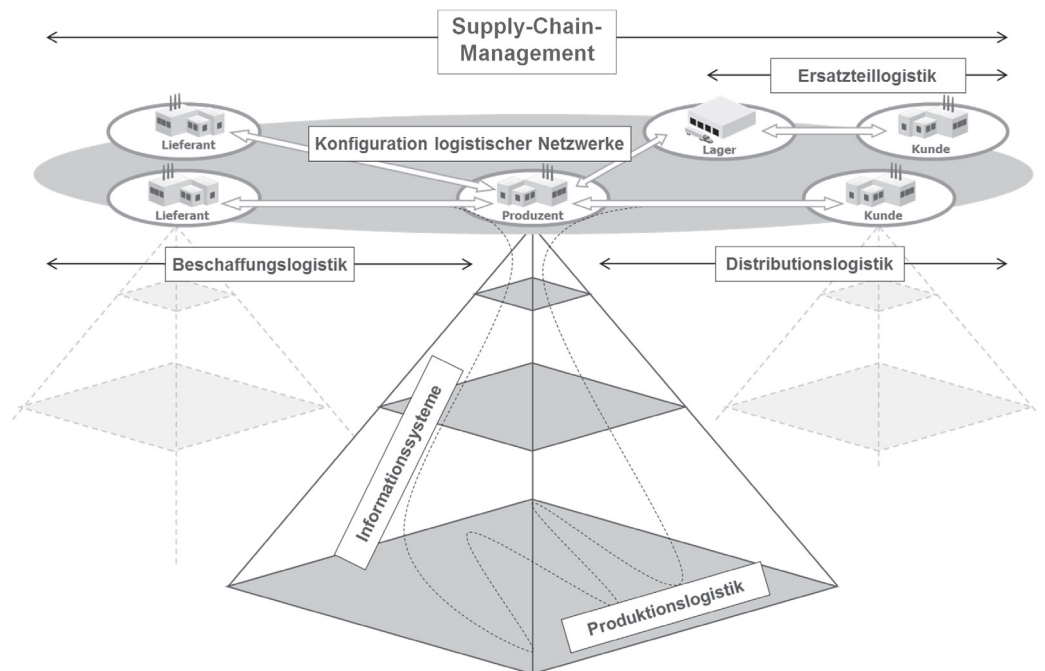 Supply-Chain-
Management
Ersatzteillogistik
Lieferant
Konfiguration logistischer Netzwerke
Lager
Kunde
Lieferant
Produzent
Kunde
Beschaffungslogistik
Distributionslogistik
Informationssysteme
Produktionslogistik